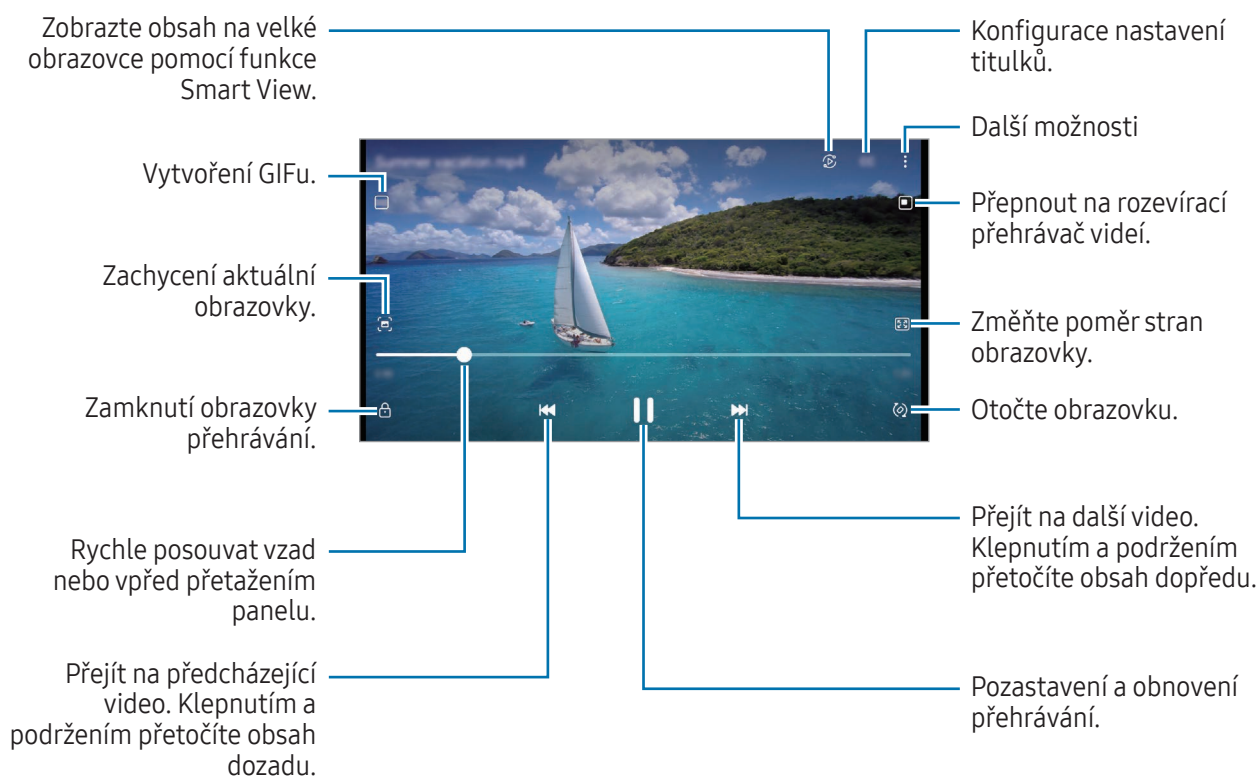 Zobrazte obsah na velké
obrazovce pomocí funkce
Smart View.
Vytvoření GIFu.
Zachycení aktuální
obrazovky.
Zamknutí obrazovky
přehrávání.
Rychle posouvat vzad
nebo vpřed přetažením
panelu.
Přejít na předcházející
video. Klepnutím a
podržením přetočíte obsah
dozadu.
Konfigurace nastavení
titulků.
Další možnosti
Přepnout na rozevírací
přehrávač videí.
Změňte poměr stran
obrazovky.
Otočte obrazovku.
Přejít na další video.
Klepnutím a podržením
přetočíte obsah dopředu.
Pozastavení a obnovení
přehrávání.